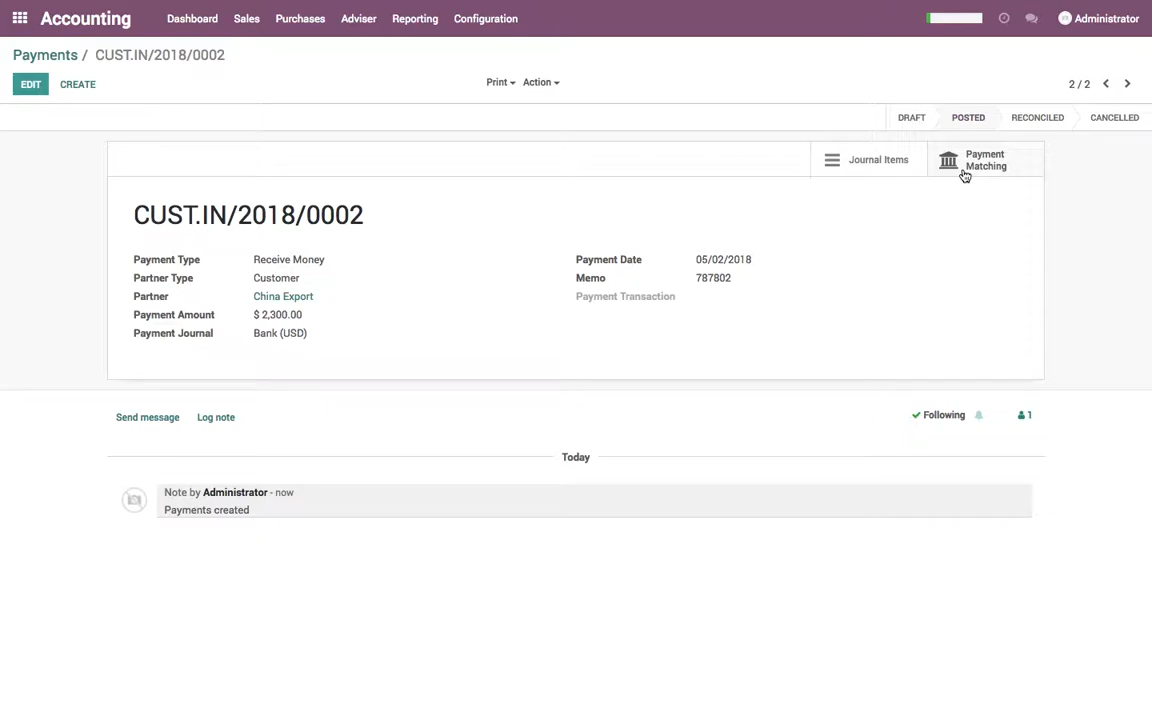 Accounting Dashboard Sales Purchases Adviser Reporting Configuration Administrator
Payments / CUST.IN/2018/0002
EDIT CREATE Print Action 2 / 2
DRAFT POSTED RECONCILED CANCELLED
Journal Items
Payment
Matching
CUST.IN/2018/0002
Payment Type Receive Money Payment Date 05/02/2018
Partner Type Customer Memo 787802
Partner China Export Payment Transaction
Payment Amount $ 2,300.00
Payment Journal Bank (USD)
Send message Log note Following 1
Today
Note by Administrator - now
Payments created